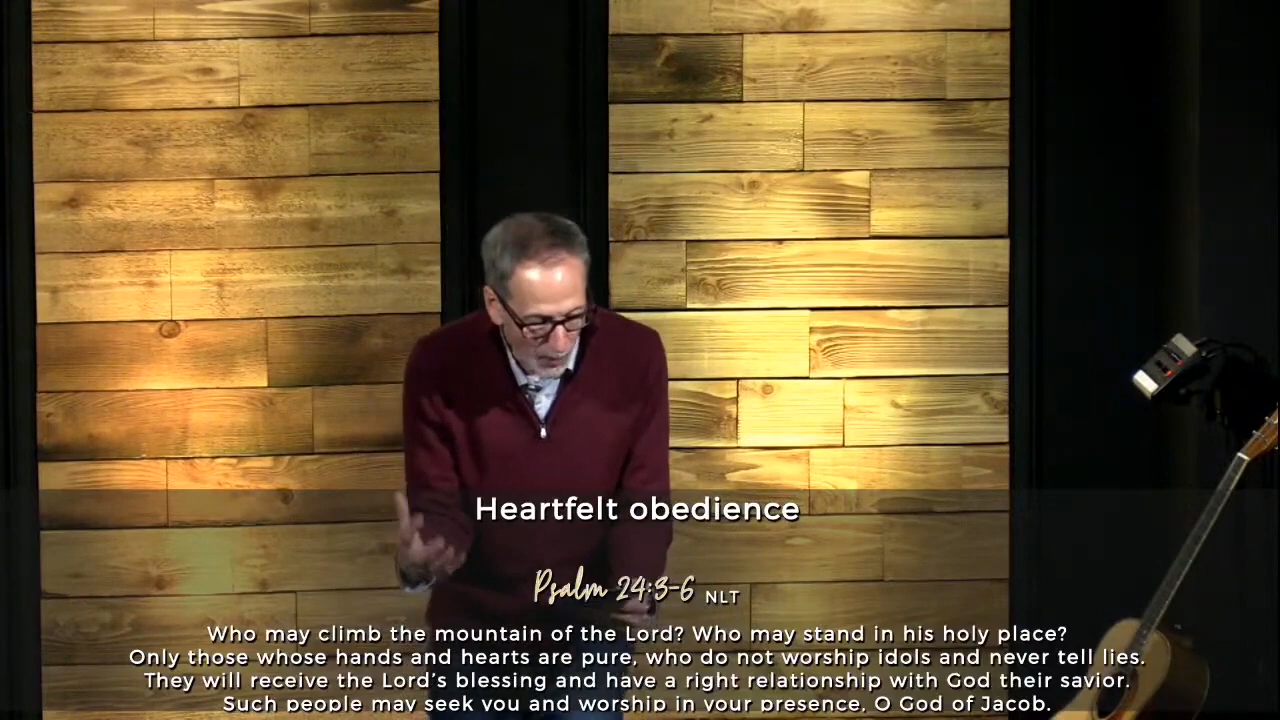 Heartfelt obedience
Psalm 24:3-6 NLT
Who may climb the mountain of the Lord? Who may stand in his holy place?
Only those whose hands and hearts are pure, who do not worship idols and never tell lies.
They will receive the Lord's blessing and have a right relationship with God their savior.
Such people may seek you and worship in your presence, O God of Jacob.